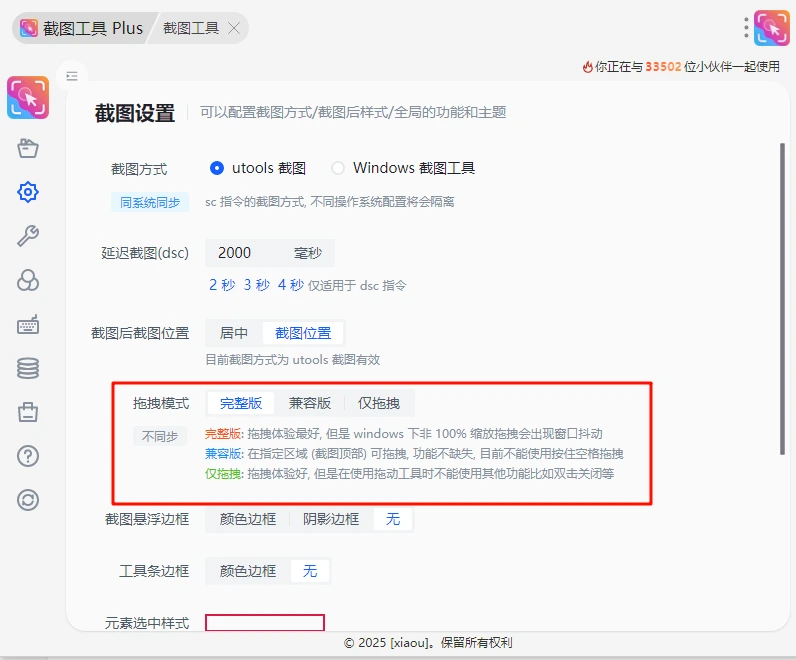 截图工具 Plus 截图工具
你正在与 33502 位小伙伴一起使用
截图设置 可以配置截图方式/截图后样式/全局的功能和主题
截图方式 utools 截图 Windows 截图工具
同系统同步 sc 指令的截图方式, 不同操作系统配置将会隔离
延迟截图(dsc) 2000 毫秒
2 秒 3 秒 4 秒 仅适用于 dsc 指令
截图后截图位置 居中 截图位置
目前截图方式为 utools 截图有效
拖拽模式 完整版 兼容版 仅拖拽
不同步 完整版: 拖拽体验最好, 但是 windows 下非 100% 缩放拖拽会出现窗口抖动
兼容版: 在指定区域 (截图顶部) 可拖拽, 功能不缺失, 目前不能使用按住空格拖拽
仅拖拽: 拖拽体验好, 但是在使用拖动工具时不能使用其他功能比如双击关闭等
截图悬浮边框 颜色边框 阴影边框 无
工具条边框 颜色边框 无
元素选中样式
© 2025 [xiaou]。保留所有权利